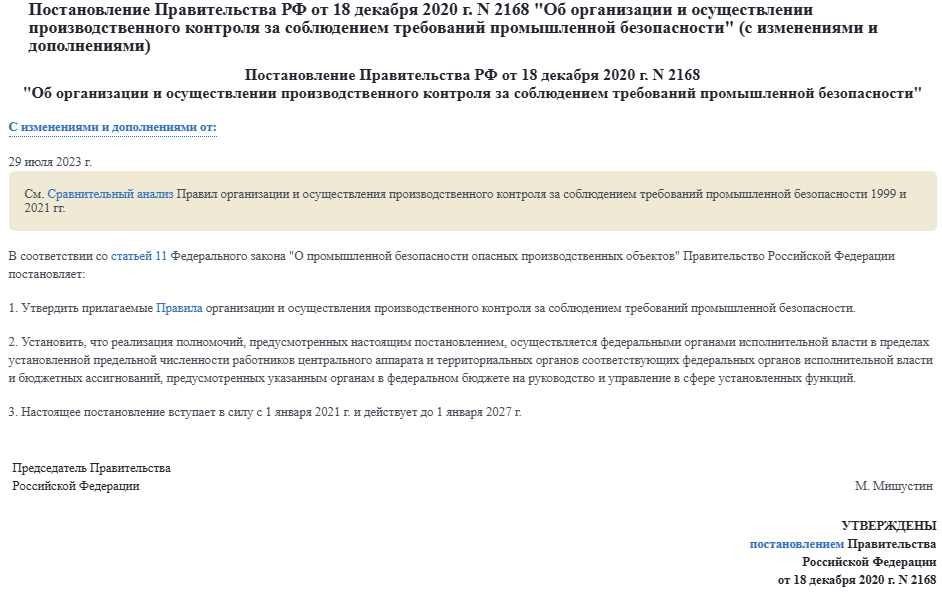 Постановление Правительства РФ от 18 декабря 2020 г. N 2168 "Об организации и осуществлении
производственного контроля за соблюдением требований промышленной безопасности" (с изменениями и
дополнениями)
Постановление Правительства РФ от 18 декабря 2020 г. N 2168
"Об организации и осуществлении производственного контроля за соблюдением требований промышленной безопасности"
С изменениями и дополнениями от:
29 июля 2023 г.
См. Сравнительный анализ Правил организации и осуществления производственного контроля за соблюдением требований промышленной безопасности 1999 и
2021 гг.
В соответствии со статьей 11 Федерального закона "О промышленной безопасности опасных производственных объектов" Правительство Российской Федерации
постановляет:
1. Утвердить прилагаемые Правила организации и осуществления производственного контроля за соблюдением требований промышленной безопасности.
2. Установить, что реализация полномочий, предусмотренных настоящим постановлением, осуществляется федеральными органами исполнительной власти в пределах
установленной предельной численности работников центрального аппарата и территориальных органов соответствующих федеральных органов исполнительной власти
и бюджетных ассигнований, предусмотренных указанным органам в федеральном бюджете на руководство и управление в сфере установленных функций.
3. Настоящее постановление вступает в силу с 1 января 2021 г. и действует до 1 января 2027 г.
Председатель Правительства
Российской Федерации
М. Мишустин
УТВЕРЖДЕНЫ
постановлением Правительства
Российской Федерации
от 18 декабря 2020 г. N 2168